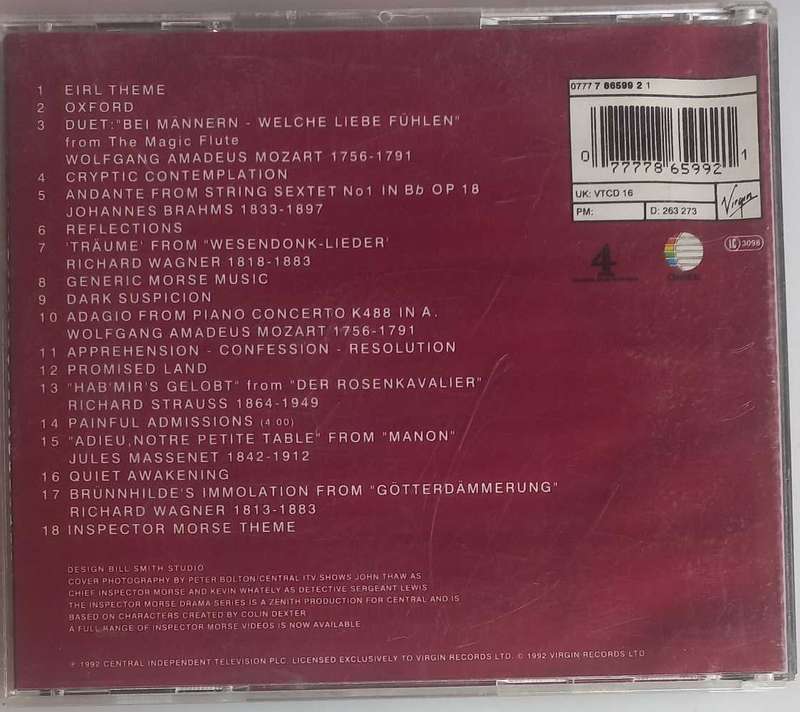 1 EIRL THEME
2 OXFORD
3 DUET:"BEI MANNERN - WELCHE LIEBE FUHLEN"
from The Magic Flute
WOLFGANG AMADEUS MOZART 1756-1791
4 CRYPTIC CONTEMPLATION
5 ANDANTE FROM STRING SEXTET No1 IN Bb OP 18
JOHANNES BRAHMS 1833-1897
6 REFLECTIONS
7 'TRÄUME' FROM "WESENDONK-LIEDER'
RICHARD WAGNER 1818-1883
8 GENERIC MORSE MUSIC
9 DARK SUSPICION
10 ADAGIO FROM PIANO CONCERTO K488 IN A.
WOLFGANG AMADEUS MOZART 1756-1791
11 APPREHENSION - CONFESSION - RESOLUTION
12 PROMISED LAND
13 "HAB'MIR'S GELOBT" from "DER ROSENKAVALIER"
RICHARD STRAUSS 1864-1949
14 PAINFUL ADMISSIONS (4:00)
15 "ADIEU, NOTRE PETITE TABLE" FROM "MANON"
JULES MASSENET 1842-1912
16 QUIET AWAKENING
17 BRUNNHILDE'S IMMOLATION FROM "GÖTTERDÄMMERUNG"
RICHARD WAGNER 1813-1883
18 INSPECTOR MORSE THEME
DESIGN BILL SMITH STUDIO
COVER PHOTOGRAPHY BY PETER BOLTON/CENTRAL ITV/SHOWS JOHN THAW AS
CHIEF INSPECTOR MORSE AND KEVIN WHATELY AS DETECTIVE SERGEANT LEWIS
THE INSPECTOR MORSE DRAMA SERIES IS A ZENITH PRODUCTION FOR CENTRAL AND IS
BASED ON CHARACTERS CREATED BY COLIN DEXTER
A FULL RANGE OF INSPECTOR MORSE VIDEOS IS NOW AVAILABLE
℗ 1992 CENTRAL INDEPENDENT TELEVISION PLC. LICENSED EXCLUSIVELY TO VIRGIN RECORDS LTD. © 1992 VIRGIN RECORDS LTD
0777 7 86599 2 1
0 77778 65992 1
UK: VTCD 16
PM:
D: 263 273
Virgin
4
LC 3098